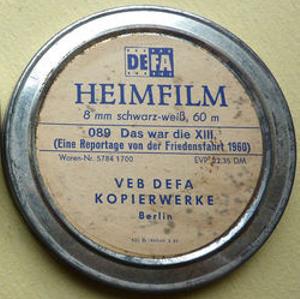 DEFA
HEIMFILM
8 mm schwarz-weiß, 60 m
089 Das war die XIII.
(Eine Reportage von der Friedensfahrt 1960)
Waren-Nr. 5784 1700 EVP 22,35 DM
VEB DEFA
KOPIERWERKE
Berlin